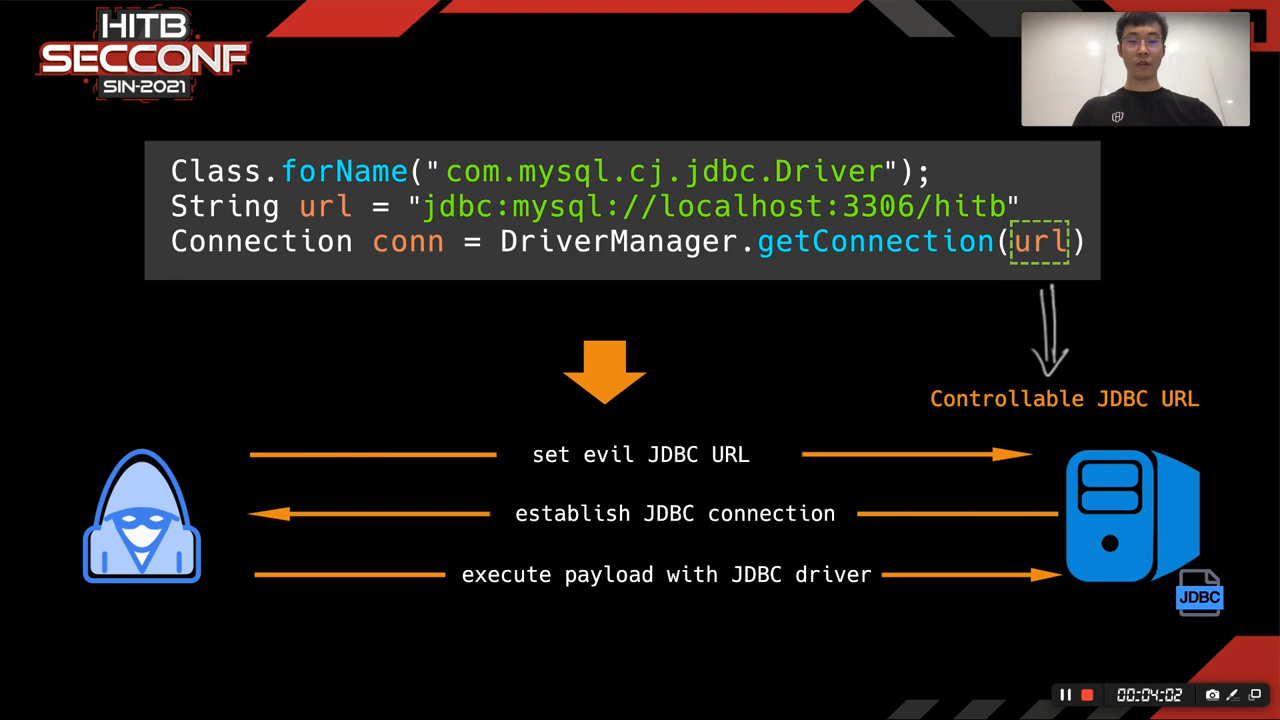 HITB
SECCONF
SIN-2021
Class.forName("com.mysql.cj.jdbc.Driver");
String url = "jdbc:mysql://localhost:3306/hitb"
Connection conn = DriverManager.getConnection(url)
Controllable JDBC URL
set evil JDBC URL
establish JDBC connection
execute payload with JDBC driver
JDBC
00:04:02